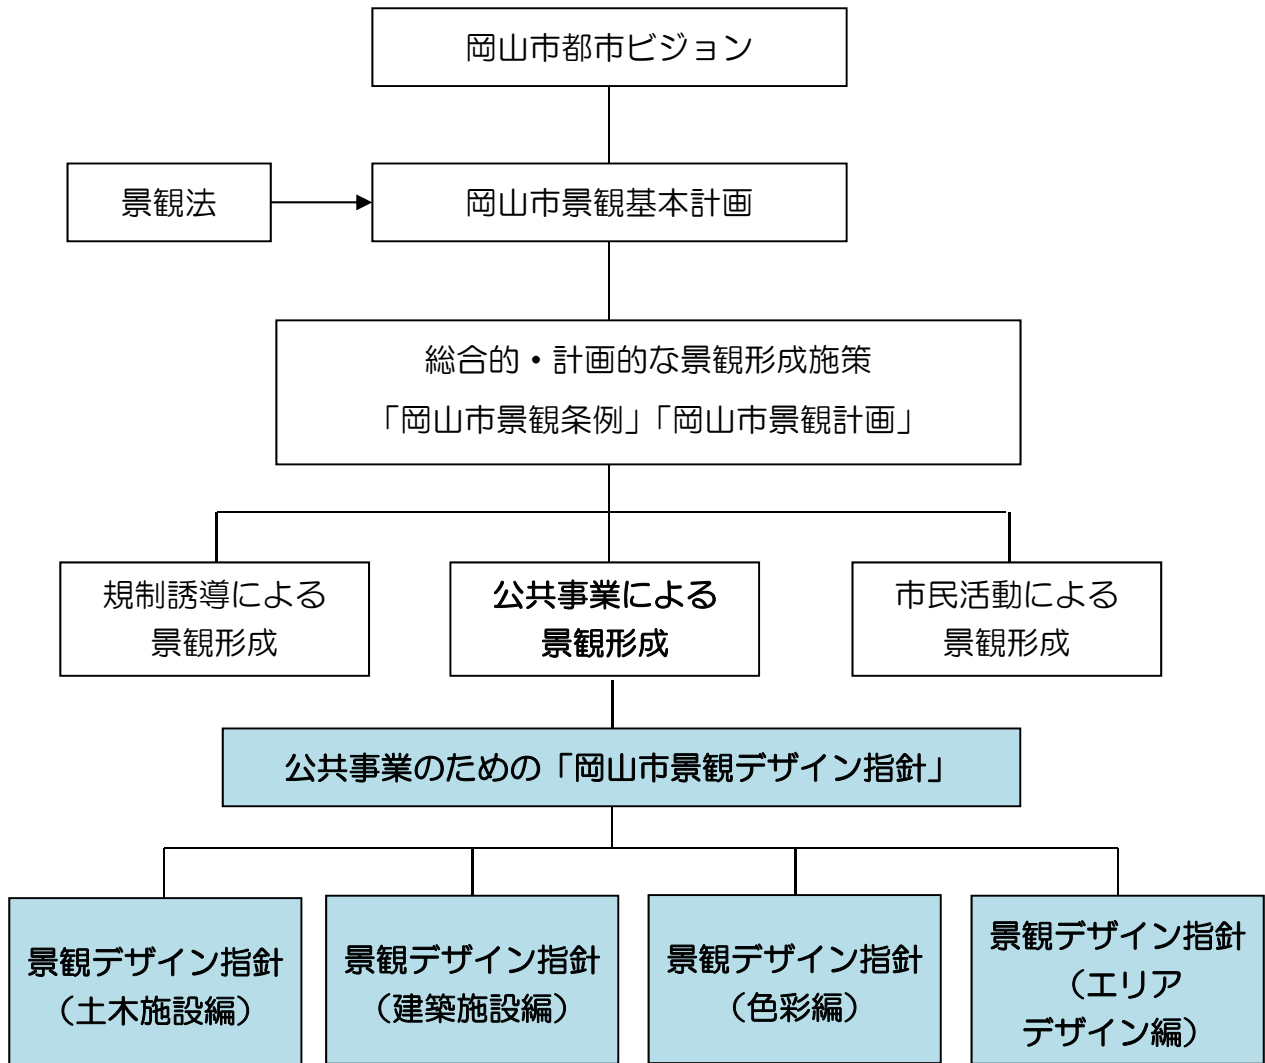 岡山市都市ビジョン
景観法
岡山市景観基本計画
総合的・計画的な景観形成施策
「岡山市景観条例」「岡山市景観計画」
規制誘導による
景観形成
公共事業による
景観形成
市民活動による
景観形成
公共事業のための「岡山市景観デザイン指針」
景観デザイン指針
（土木施設編）
景観デザイン指針
（建築施設編）
景観デザイン指針
（色彩編）
景観デザイン指針
（エリア
デザイン編）